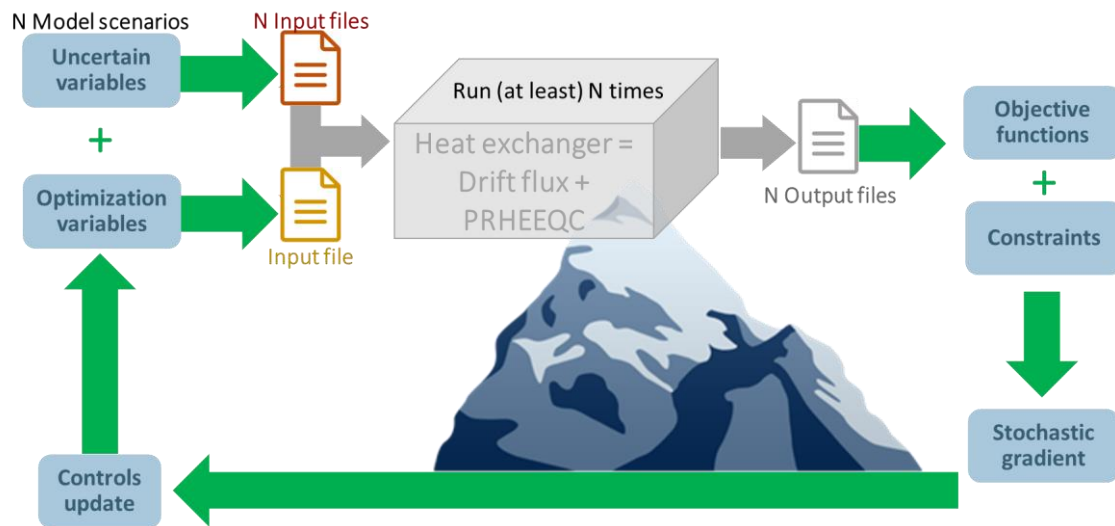 N Model scenarios
Uncertain
variables
+
Optimization
variables
N Input files
Input file
Run (at least) N times
Heat exchanger =
Drift flux +
PRHEEQC
N Output files
Objective
functions
+
Constraints
Stochastic
gradient
Controls
update